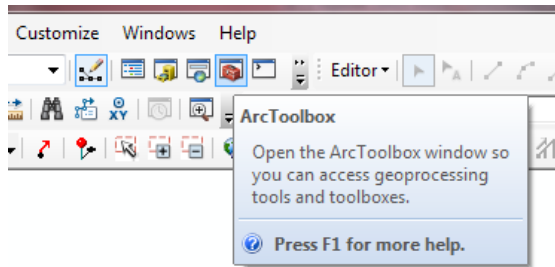 Customize Windows Help
Editor
XY
ArcToolbox
Open the ArcToolbox window so
you can access geoprocessing
tools and toolboxes.
Press F1 for more help.